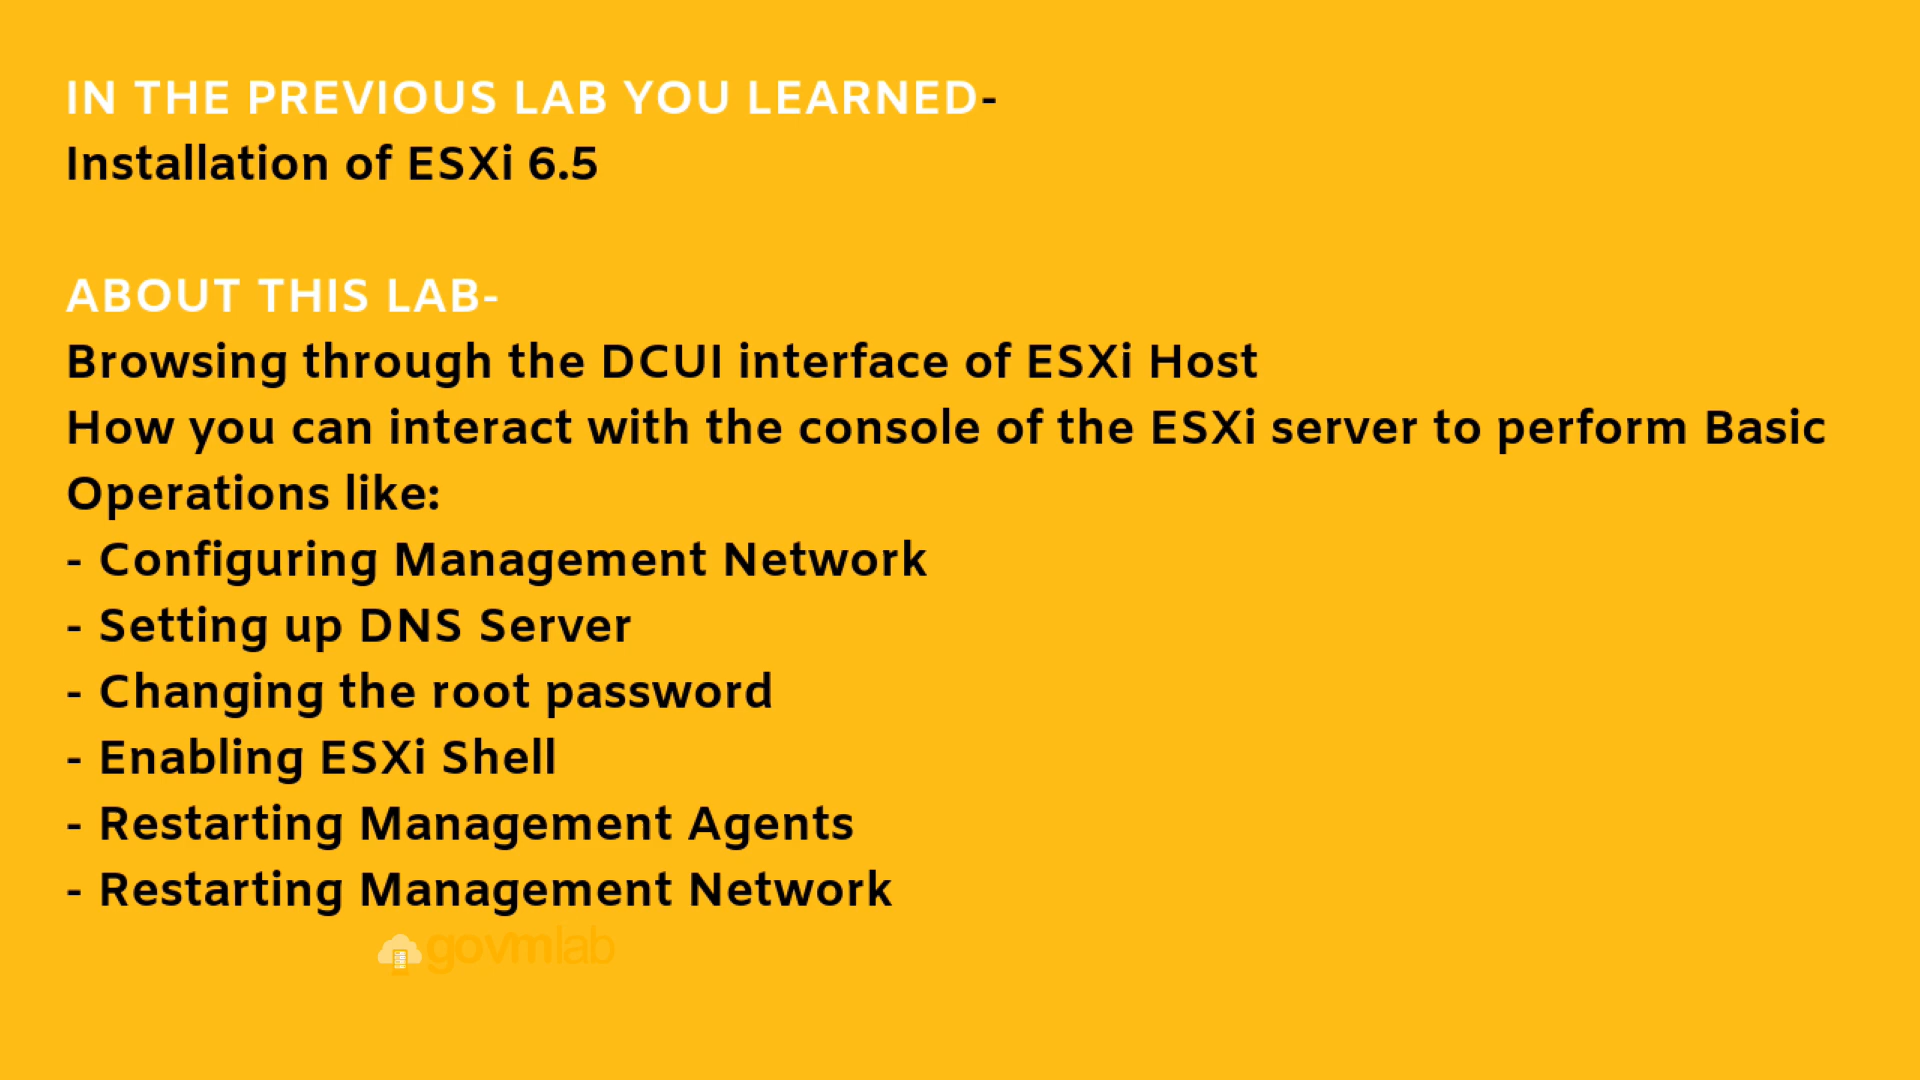 IN THE PREVIOUS LAB YOU LEARNED-
Installation of ESXi 6.5
ABOUT THIS LAB-
Browsing through the DCUI interface of ESXi Host
How you can interact with the console of the ESXi server to perform Basic
Operations like:
- Configuring Management Network
- Setting up DNS Server
- Changing the root password
- Enabling ESXi Shell
- Restarting Management Agents
- Restarting Management Network
govmlab